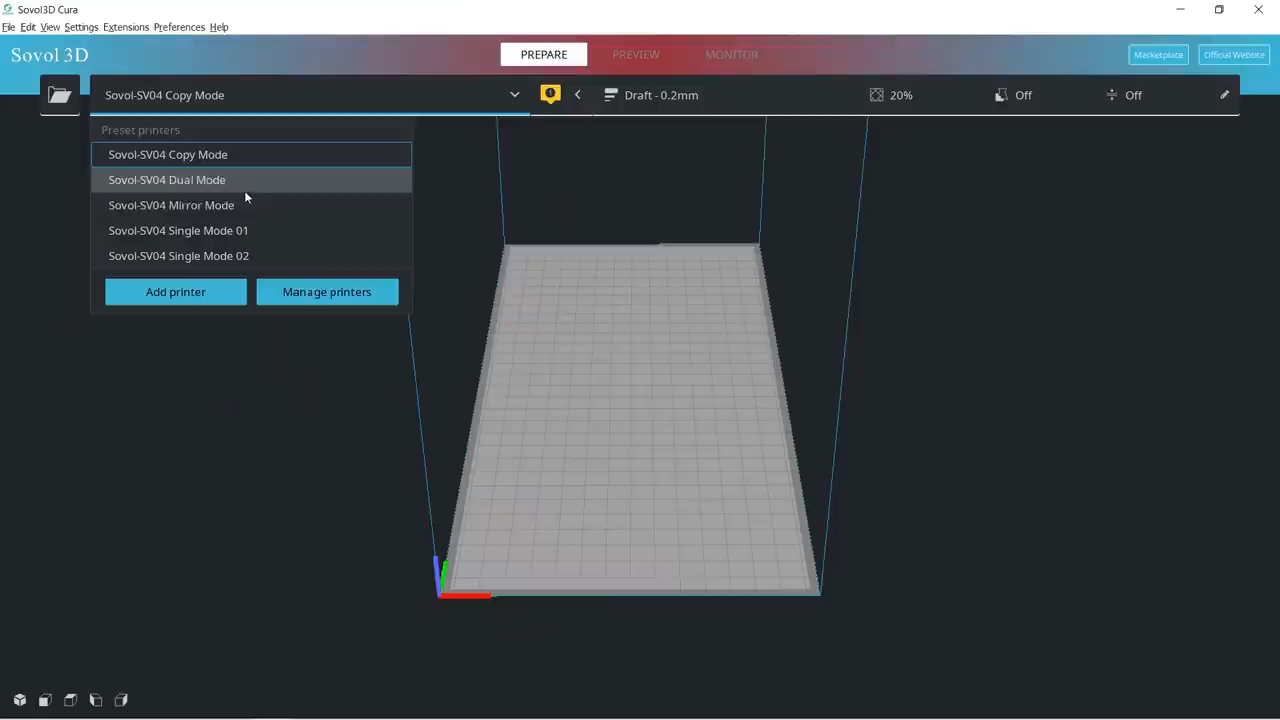 Sovol3D Cura
File Edit View Settings Extensions Preferences Help
Sovol 3D
PREPARE
PREVIEW
MONITOR
Marketplace
Official Website
Sovol-SV04 Copy Mode
Draft - 0.2mm
20%
Off
Off
Preset printers
Sovol-SV04 Copy Mode
Sovol-SV04 Dual Mode
Sovol-SV04 Mirror Mode
Sovol-SV04 Single Mode 01
Sovol-SV04 Single Mode 02
Add printer
Manage printers